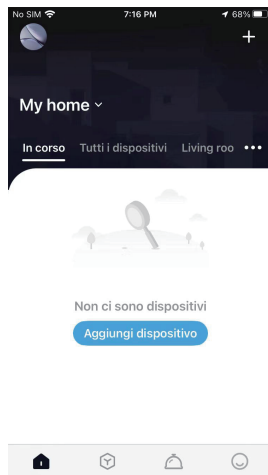 No SIM 7:16 PM 68%
My home
In corso Tutti i dispositivi Living roo
Non ci sono dispositivi
Aggiungi dispositivo